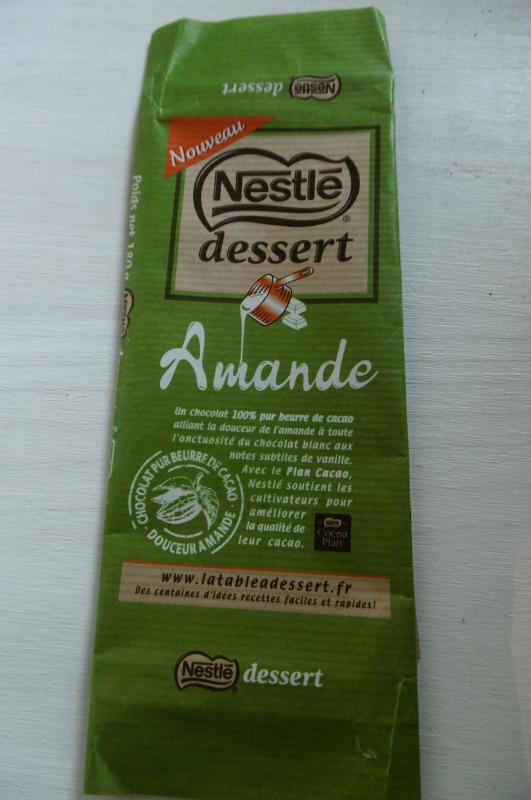 Nestlé dessert
Nouveau
Nestlé
dessert
Poids net 180g
Amande
Un chocolat 100% pur beurre de cacao
alliant la douceur de l'amande à toute
l'onctuosité du chocolat blanc aux
notes subtiles de vanille.
Avec le Plan Cacao,
Nestlé soutient les
cultivateurs pour
améliorer
la qualité de
leur cacao.
CHOCOLAT PUR BEURRE DE CACAO
DOUCEUR AMANDE
Cocoa
Plan
www.latableadessert.fr
Des centaines d'idées recettes faciles et rapides!
Nestlé dessert